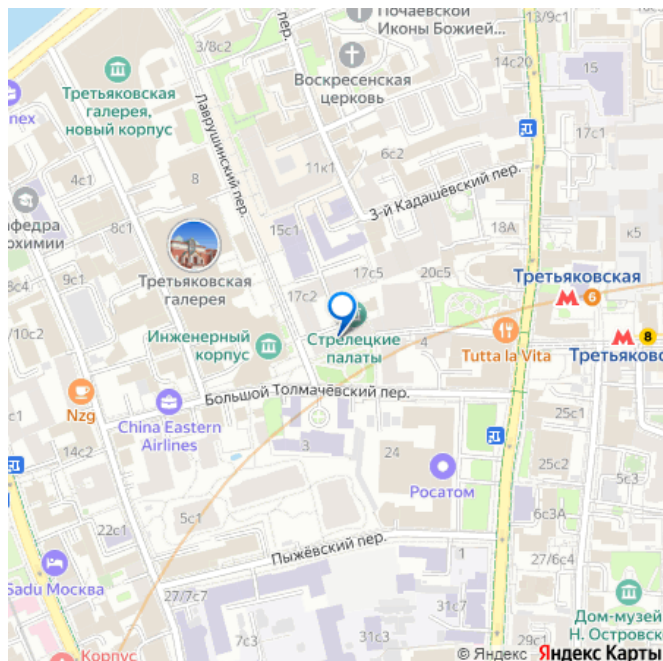 Почаевской
Иконы Божией...
13/9с1
14с20
3/8с2
пер.
Воскресенская
церковь
15
Третьяковская
галерея,
новый корпус
nex
17с1
Лаврушинский пер.
6с2
11к1
4с1
8
3-й Кадашёвский пер.
афедра
охимии
8с1
15с1
18А
к5
9с1
Третьяковская
галерея
17с5
20с5
Третьяковская
6
17с2
/10с2
Инженерный
корпус
Стрелецкие
палаты
4
Tutta la Vita
8
Третьяковс
Nzg
Большой Толмачёвский пер.
China Eastern
Airlines
25с1
14с2
3
24
25с2
5с3
Росатом
5с1
6с3А
22с1
Пыжёвский пер.
1
27/6с4
Sadu Москва
27/7с7
31с7
Дом-музей
Н. Островск
7с3
31с3
29с1
Корпус
© Яндекс Яндекс Карты